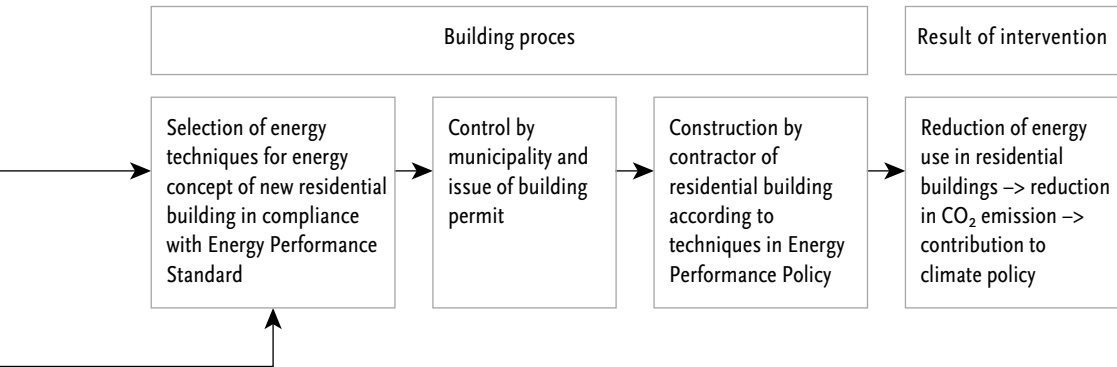 Building proces
Result of intervention
Selection of energy
techniques for energy
concept of new residential
building in compliance
with Energy Performance
Standard
Control by
municipality and
issue of building
permit
Construction by
contractor of
residential building
according to
techniques in Energy
Performance Policy
Reduction of energy
use in residential
buildings –> reduction
in CO₂ emission –>
contribution to
climate policy